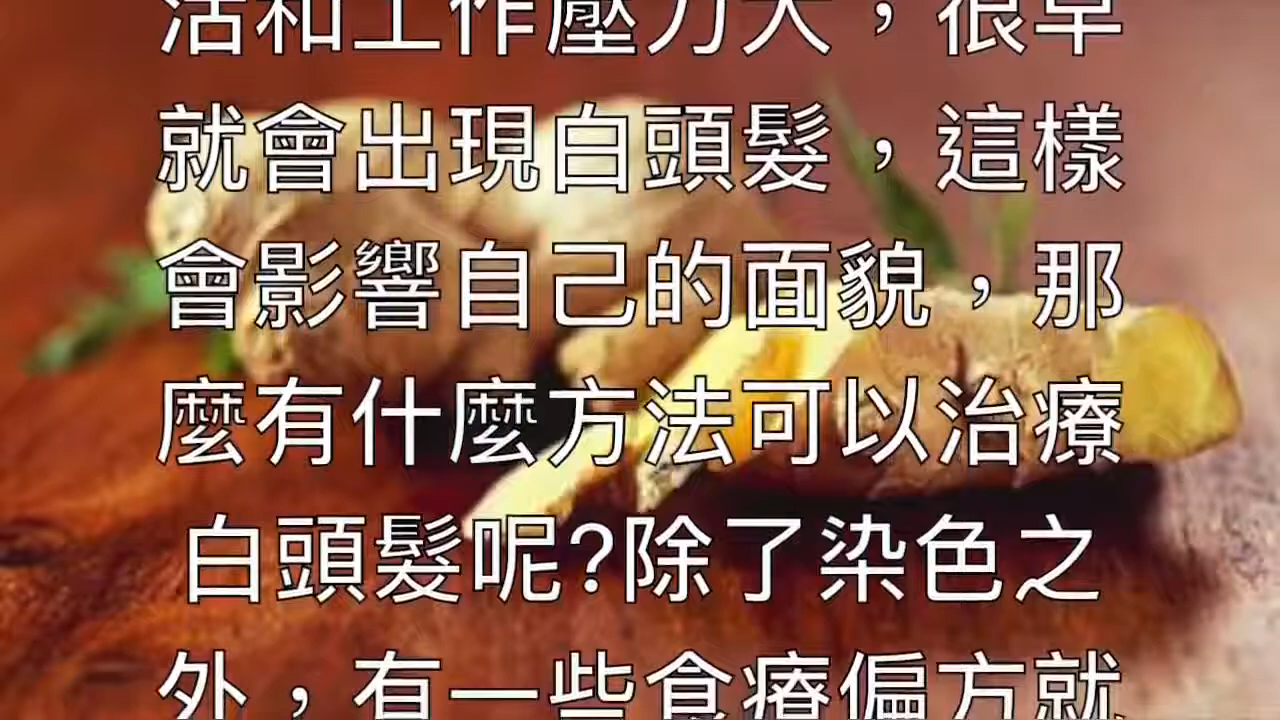 活和工作壓力大，很早
就會出現白頭髮，這樣
會影響自己的面貌，那
麼有什麼方法可以治療
白頭髮呢?除了染色之
外，有一些食療偏方就